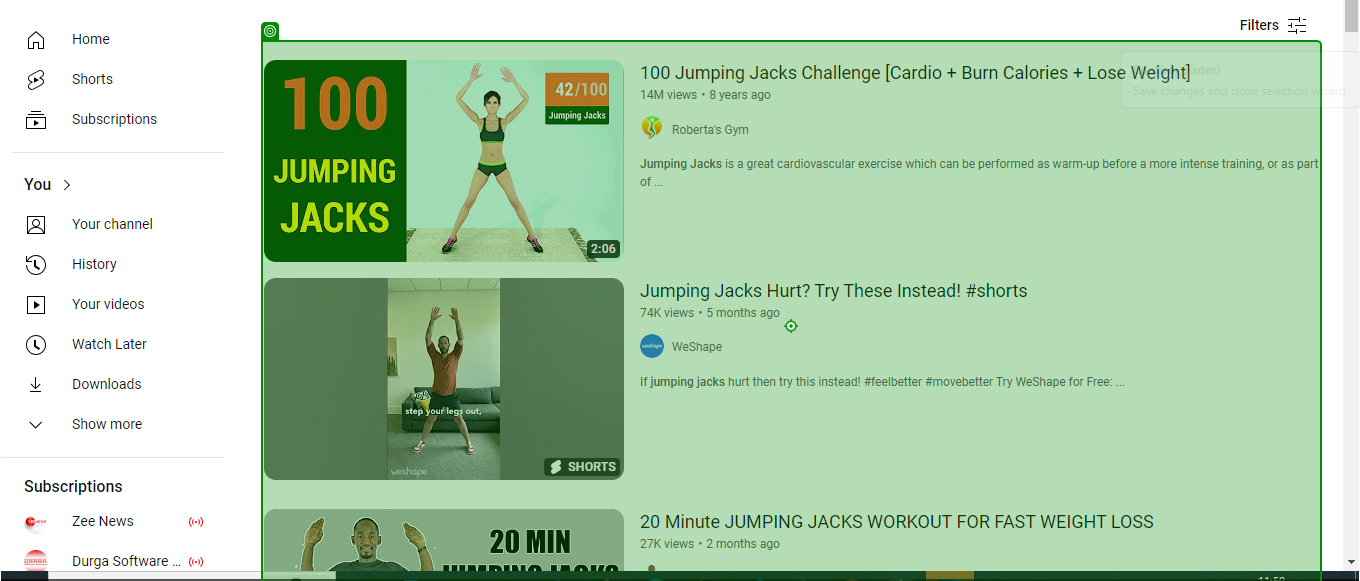 Home
Shorts
Subscriptions
You
Your channel
History
Your videos
Watch Later
Downloads
Show more
Subscriptions
Zee News
Durga Software ...
Filters
Enter)
Save changes and close selection wizard.
100
JUMPING
JACKS
42/100
Jumping Jacks
2:06
100 Jumping Jacks Challenge [Cardio + Burn Calories + Lose Weight]
14M views • 8 years ago
Roberta's Gym
Jumping Jacks is a great cardiovascular exercise which can be performed as warm-up before a more intense training, or as part
of ...
step your legs out,
weshape
SHORTS
Jumping Jacks Hurt? Try These Instead! #shorts
74K views • 5 months ago
WeShape
If jumping jacks hurt then try this instead! #feelbetter #movebetter Try WeShape for Free: ...
20 MIN
JUMPING JACKS
20 Minute JUMPING JACKS WORKOUT FOR FAST WEIGHT LOSS
27K views • 2 months ago